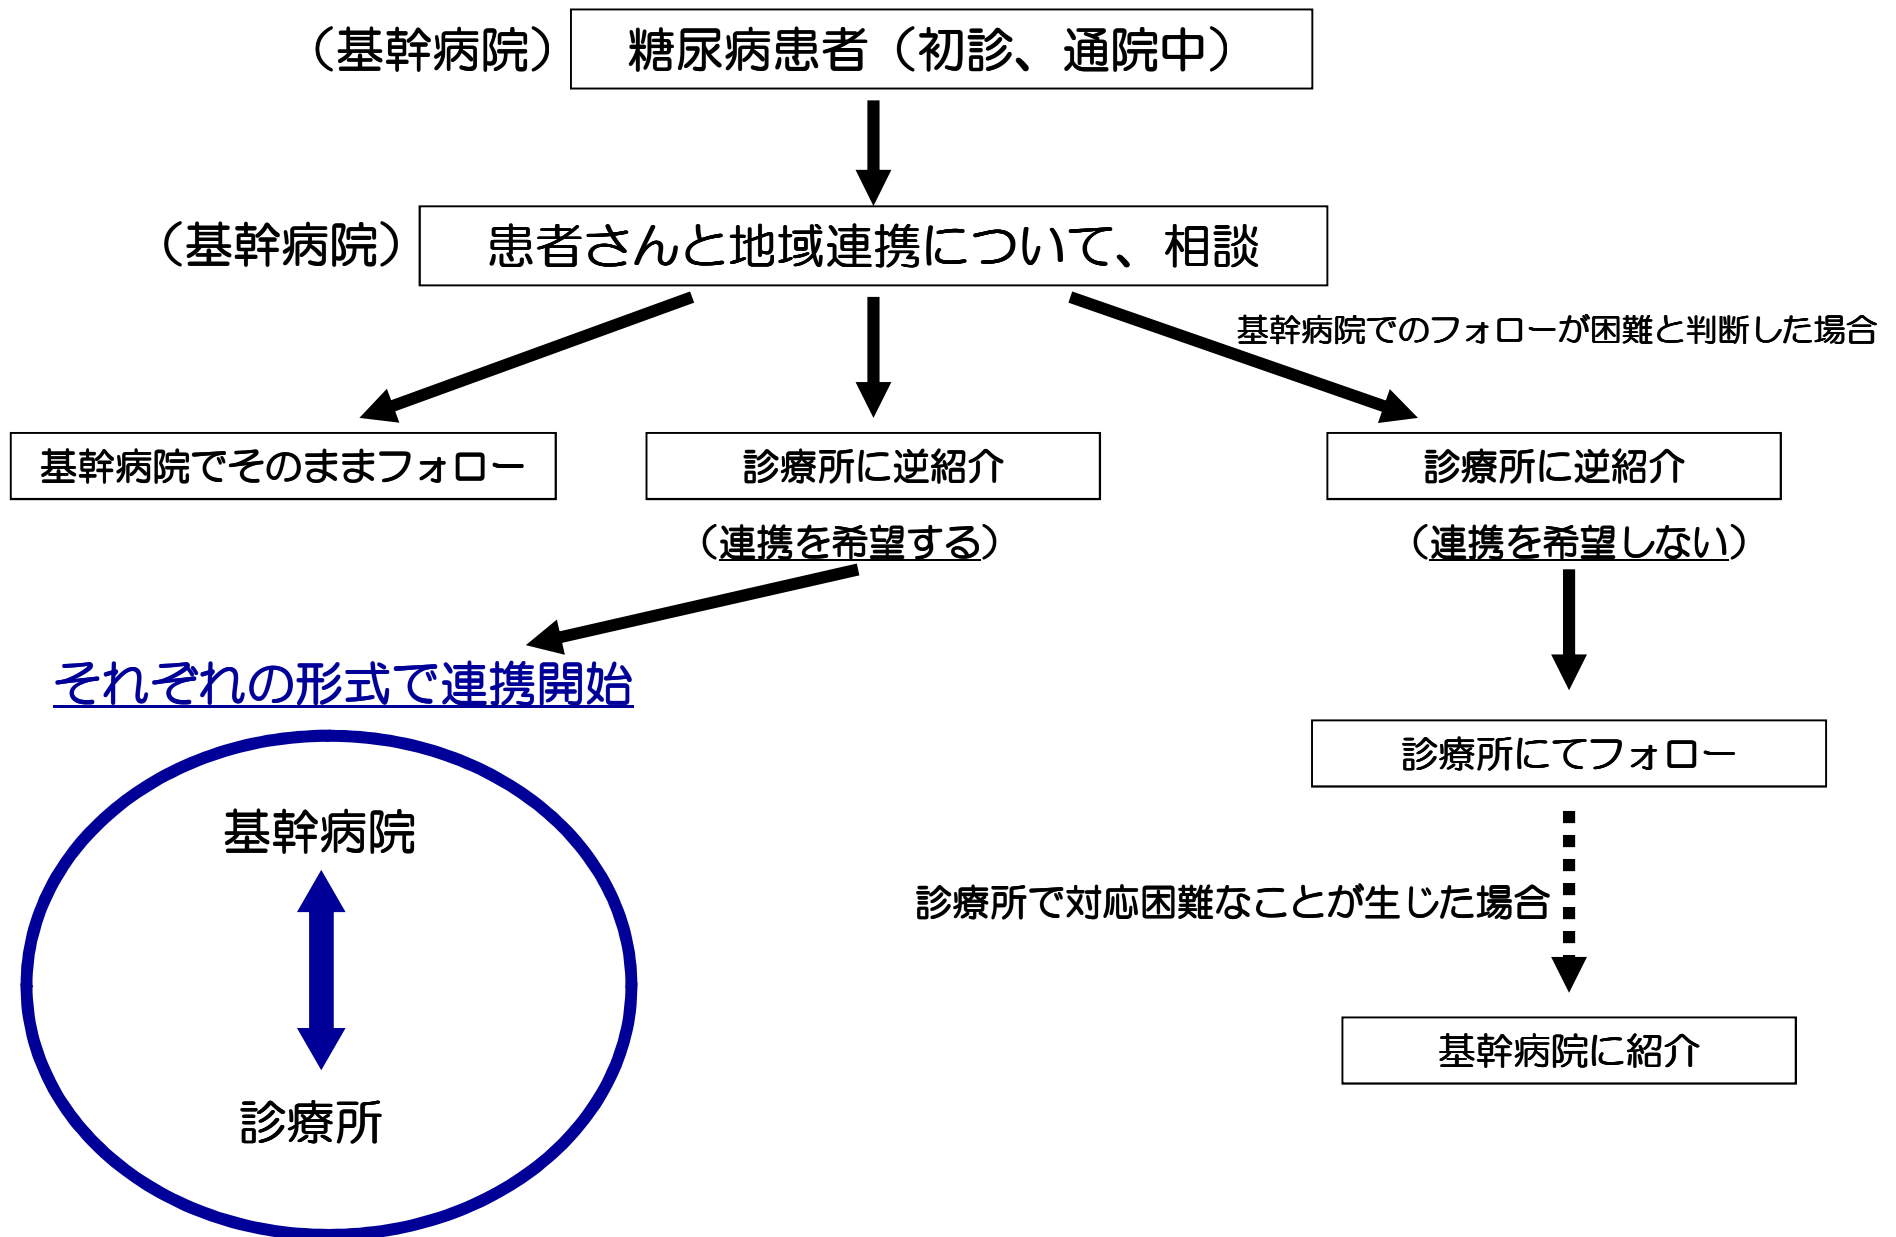 （基幹病院） 糖尿病患者（初診、通院中）
（基幹病院） 患者さんと地域連携について、相談
基幹病院でのフォローが困難と判断した場合
基幹病院でそのままフォロー
診療所に逆紹介
診療所に逆紹介
（連携を希望する）
（連携を希望しない）
それぞれの形式で連携開始
診療所にてフォロー
基幹病院
診療所で対応困難なことが生じた場合
基幹病院に紹介
診療所